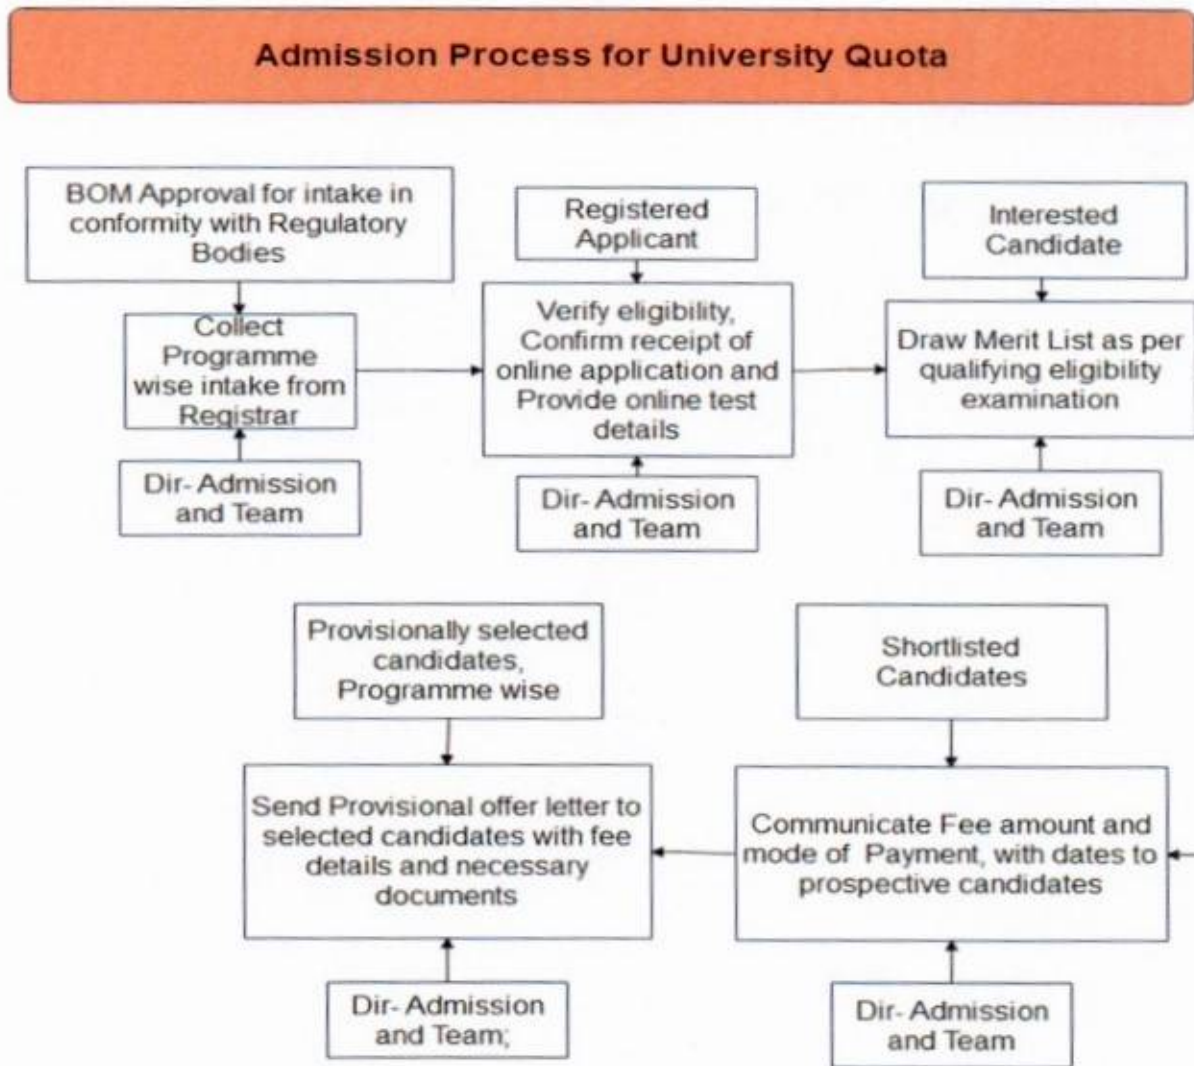 Admission Process for University Quota
BOM Approval for intake in
conformity with Regulatory
Bodies
Registered
Applicant
Interested
Candidate
Collect
Programme
wise intake from
Registrar
Verify eligibility,
Confirm receipt of
online application and
Provide online test
details
Draw Merit List as per
qualifying eligibility
examination
Dir- Admission
and Team
Dir- Admission
and Team
Dir- Admission
and Team
Provisionally selected
candidates,
Programme wise
Shortlisted
Candidates
Send Provisional offer letter to
selected candidates with fee
details and necessary
documents
Communicate Fee amount and
mode of Payment, with dates to
prospective candidates
Dir- Admission
and Team;
Dir- Admission
and Team